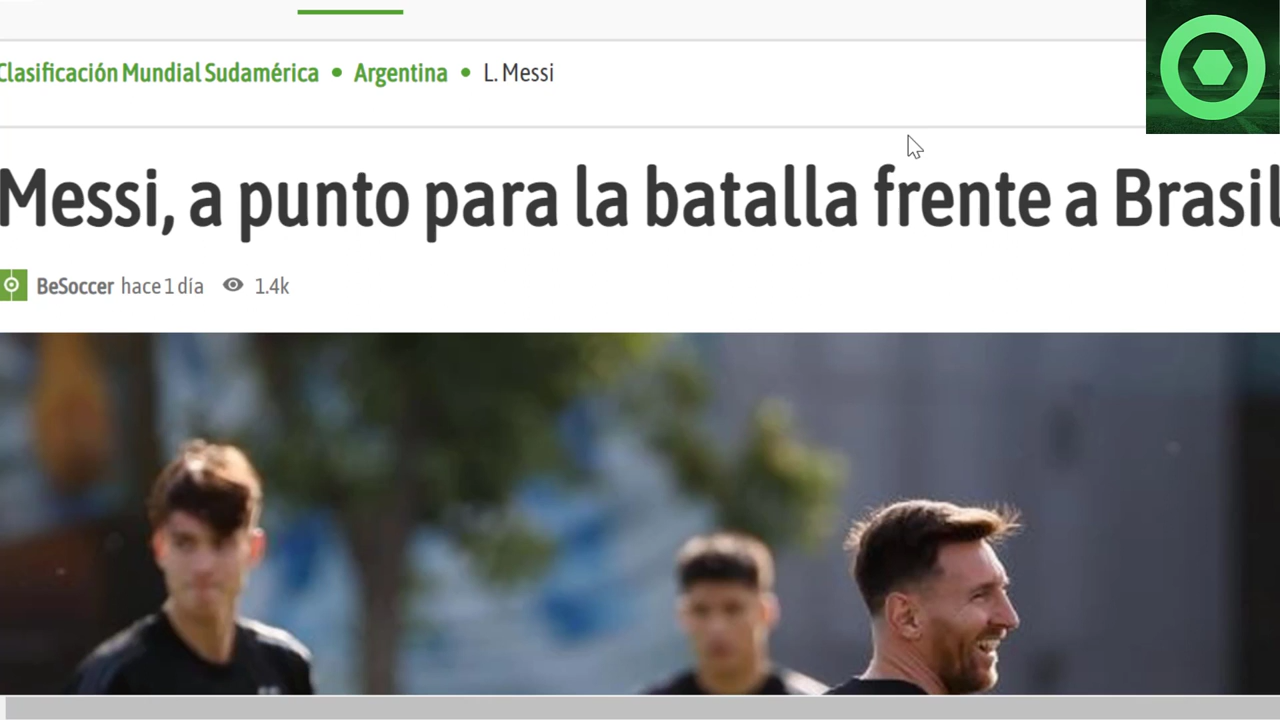 Clasificación Mundial Sudamérica • Argentina • L. Messi
Messi, a punto para la batalla frente a Brasil
BeSoccer hace 1 día 1.4k